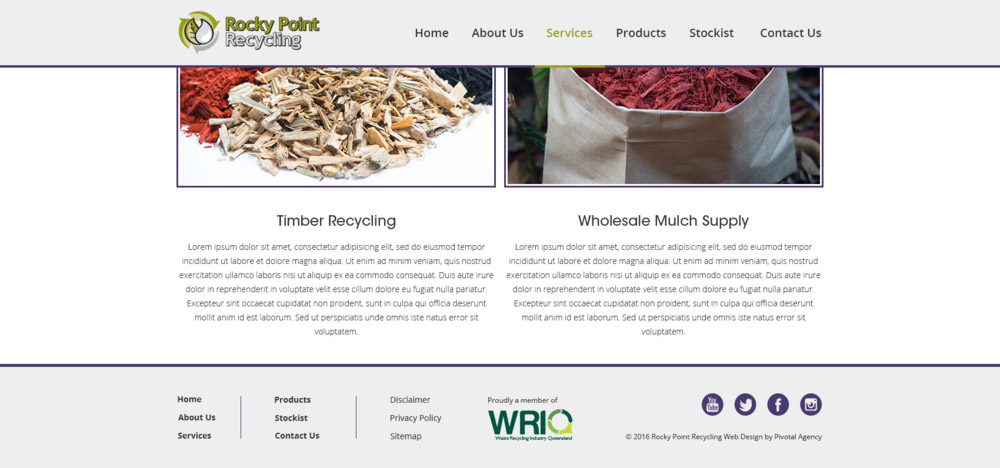 Rocky Point
Recycling
Home About Us Services Products Stockist Contact Us
Timber Recycling
Lorem ipsum dolor sit amet, consectetur adipisicing elit, sed do eiusmod tempor
incididunt ut labore et dolore magna aliqua. Ut enim ad minim veniam, quis nostrud
exercitation ullamco laboris nisi ut aliquip ex ea commodo consequat. Duis aute irure
dolor in reprehenderit in voluptate velit esse cillum dolore eu fugiat nulla pariatur.
Excepteur sint occaecat cupidatat non proident, sunt in culpa qui officia deserunt
mollit anim id est laborum. Sed ut perspiciatis unde omnis iste natus error sit
voluptatem.
Wholesale Mulch Supply
Lorem ipsum dolor sit amet, consectetur adipisicing elit, sed do eiusmod tempor
incididunt ut labore et dolore magna aliqua. Ut enim ad minim veniam, quis nostrud
exercitation ullamco laboris nisi ut aliquip ex ea commodo consequat. Duis aute irure
dolor in reprehenderit in voluptate velit esse cillum dolore eu fugiat nulla pariatur.
Excepteur sint occaecat cupidatat non proident, sunt in culpa qui officia deserunt
mollit anim id est laborum. Sed ut perspiciatis unde omnis iste natus error sit
voluptatem.
Home
About Us
Services
Products
Stockist
Contact Us
Disclaimer
Privacy Policy
Sitemap
Proudly a member of
WRIQ
Waste Recycling Industry Queensland
You Tube
© 2016 Rocky Point Recycling Web Design by Pivotal Agency